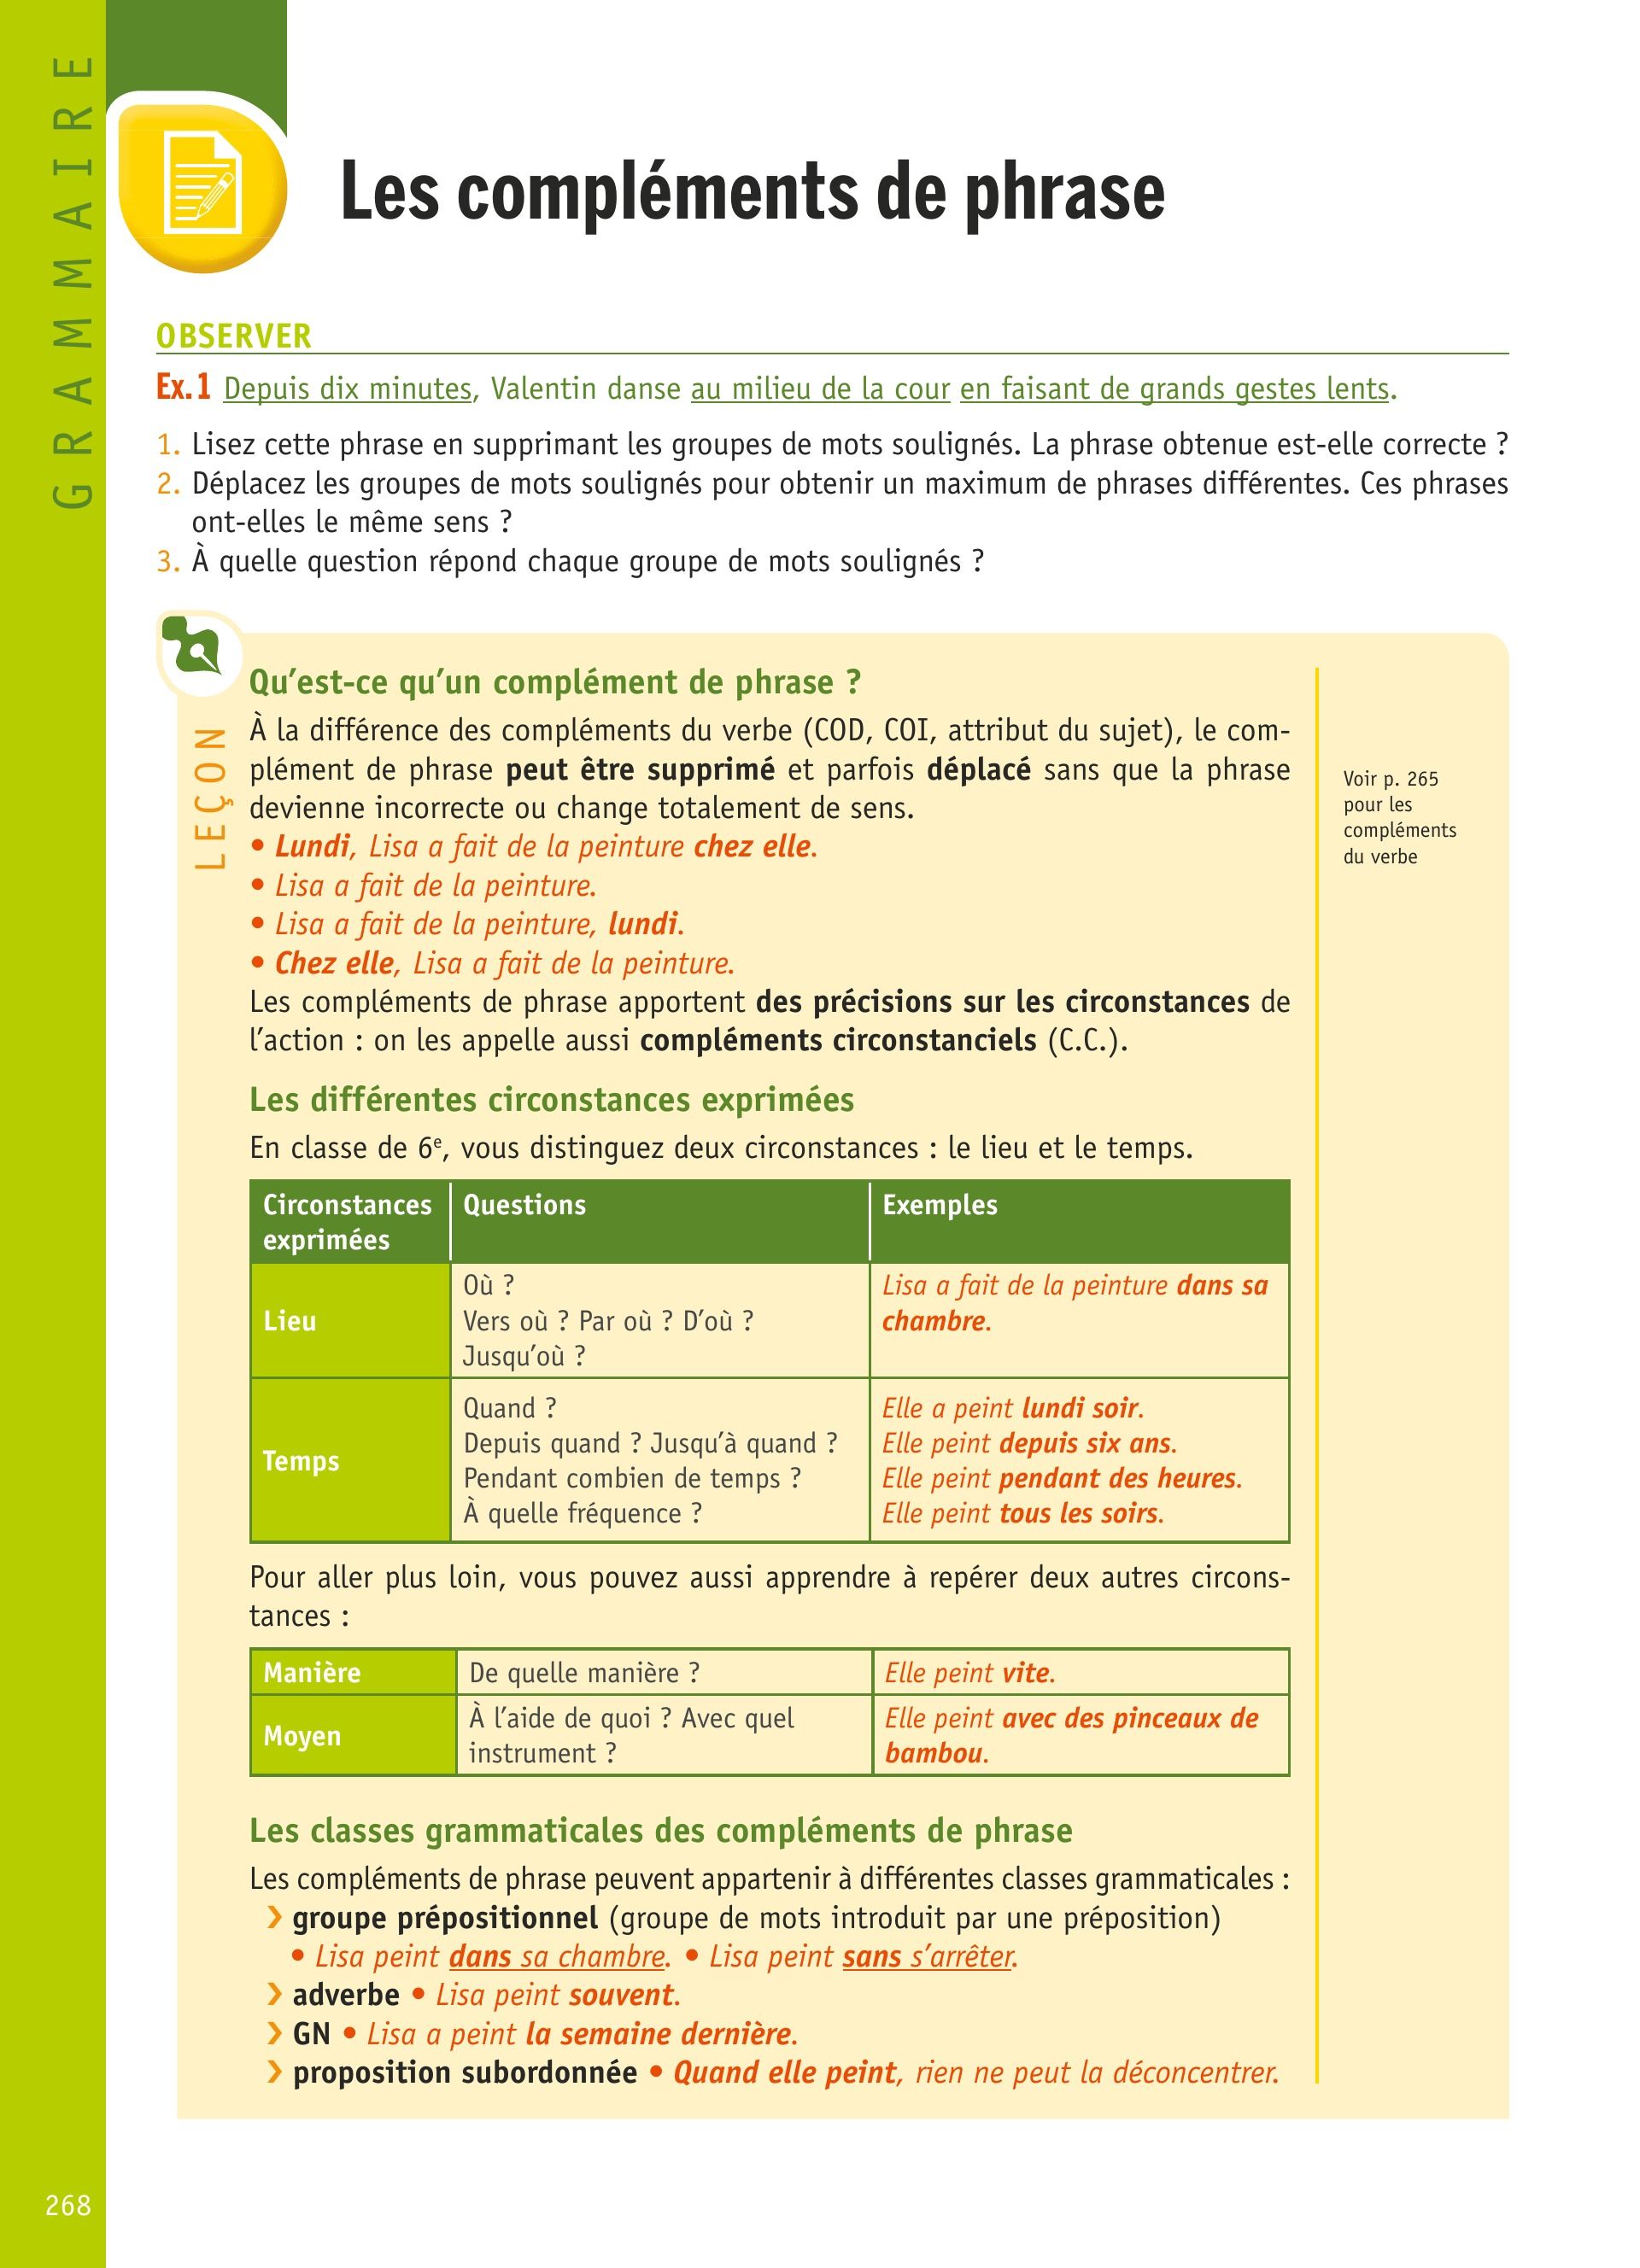 GRAMMAIRE
Les compléments de phrase
OBSERVER
Ex.1 Depuis dix minutes, Valentin danse au milieu de la cour en faisant de grands gestes lents.
1. Lisez cette phrase en supprimant les groupes de mots soulignés. La phrase obtenue est-elle correcte ?
2. Déplacez les groupes de mots soulignés pour obtenir un maximum de phrases différentes. Ces phrases
ont-elles le même sens ?
3. À quelle question répond chaque groupe de mots soulignés ?
LEÇON
Qu'est-ce qu'un complément de phrase ?
À la différence des compléments du verbe (COD, COI, attribut du sujet), le com-
plément de phrase peut être supprimé et parfois déplacé sans que la phrase
devienne incorrecte ou change totalement de sens.
• Lundi, Lisa a fait de la peinture chez elle.
• Lisa a fait de la peinture.
• Lisa a fait de la peinture, lundi.
• Chez elle, Lisa a fait de la peinture.
Les compléments de phrase apportent des précisions sur les circonstances de
l'action : on les appelle aussi compléments circonstanciels (C.C.).
Voir p. 265
pour les
compléments
du verbe
Les différentes circonstances exprimées
En classe de 6e, vous distinguez deux circonstances : le lieu et le temps.
Circonstances
exprimées
Questions
Exemples
Lieu
Où ?
Vers où ? Par où ? D'où ?
Jusqu'où ?
Lisa a fait de la peinture dans sa
chambre.
Temps
Quand ?
Depuis quand ? Jusqu'à quand ?
Pendant combien de temps ?
À quelle fréquence ?
Elle a peint lundi soir.
Elle peint depuis six ans.
Elle peint pendant des heures.
Elle peint tous les soirs.
Pour aller plus loin, vous pouvez aussi apprendre à repérer deux autres circons-
tances :
Manière
De quelle manière ?
Elle peint vite.
Moyen
À l'aide de quoi ? Avec quel
instrument ?
Elle peint avec des pinceaux de
bambou.
Les classes grammaticales des compléments de phrase
Les compléments de phrase peuvent appartenir à différentes classes grammaticales :
› groupe prépositionnel (groupe de mots introduit par une préposition)
• Lisa peint dans sa chambre. • Lisa peint sans s'arrêter.
› adverbe • Lisa peint souvent.
› GN • Lisa a peint la semaine dernière.
› proposition subordonnée • Quand elle peint, rien ne peut la déconcentrer.
268